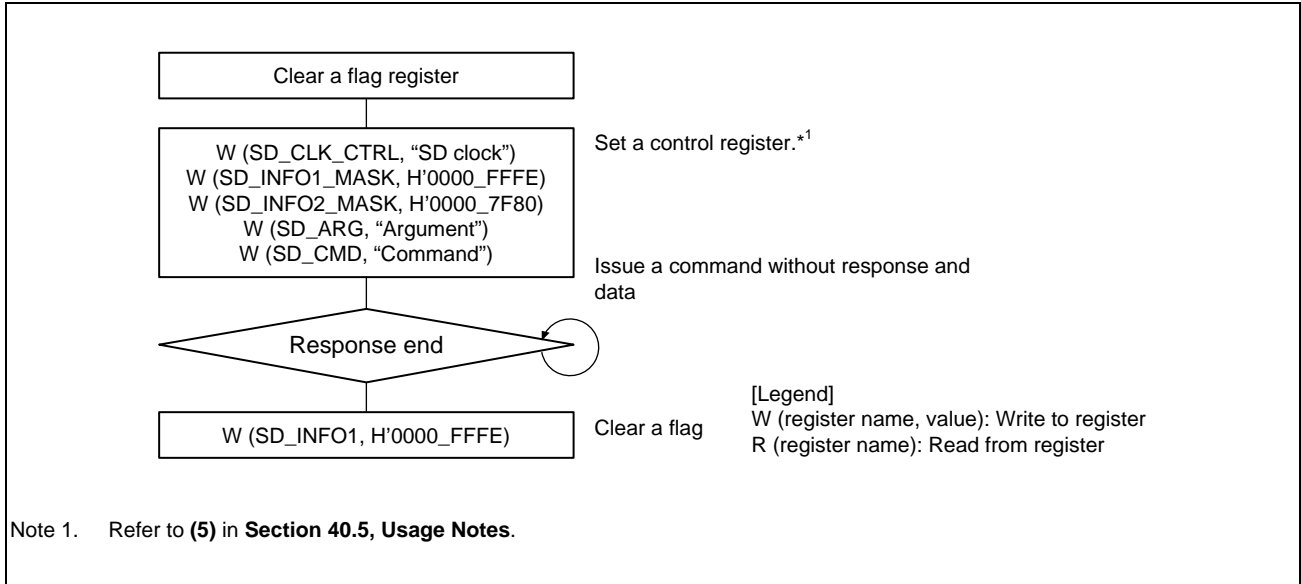 Clear a flag register
W (SD_CLK_CTRL, “SD clock”)
W (SD_INFO1_MASK, H’0000_FFFE)
W (SD_INFO2_MASK, H’0000_7F80)
W (SD_ARG, “Argument”)
W (SD_CMD, “Command”)
Set a control register.*1
Issue a command without response and
data
Response end
W (SD_INFO1, H’0000_FFFE)
Clear a flag
[Legend]
W (register name, value): Write to register
R (register name): Read from register
Note 1. Refer to (5) in Section 40.5, Usage Notes.